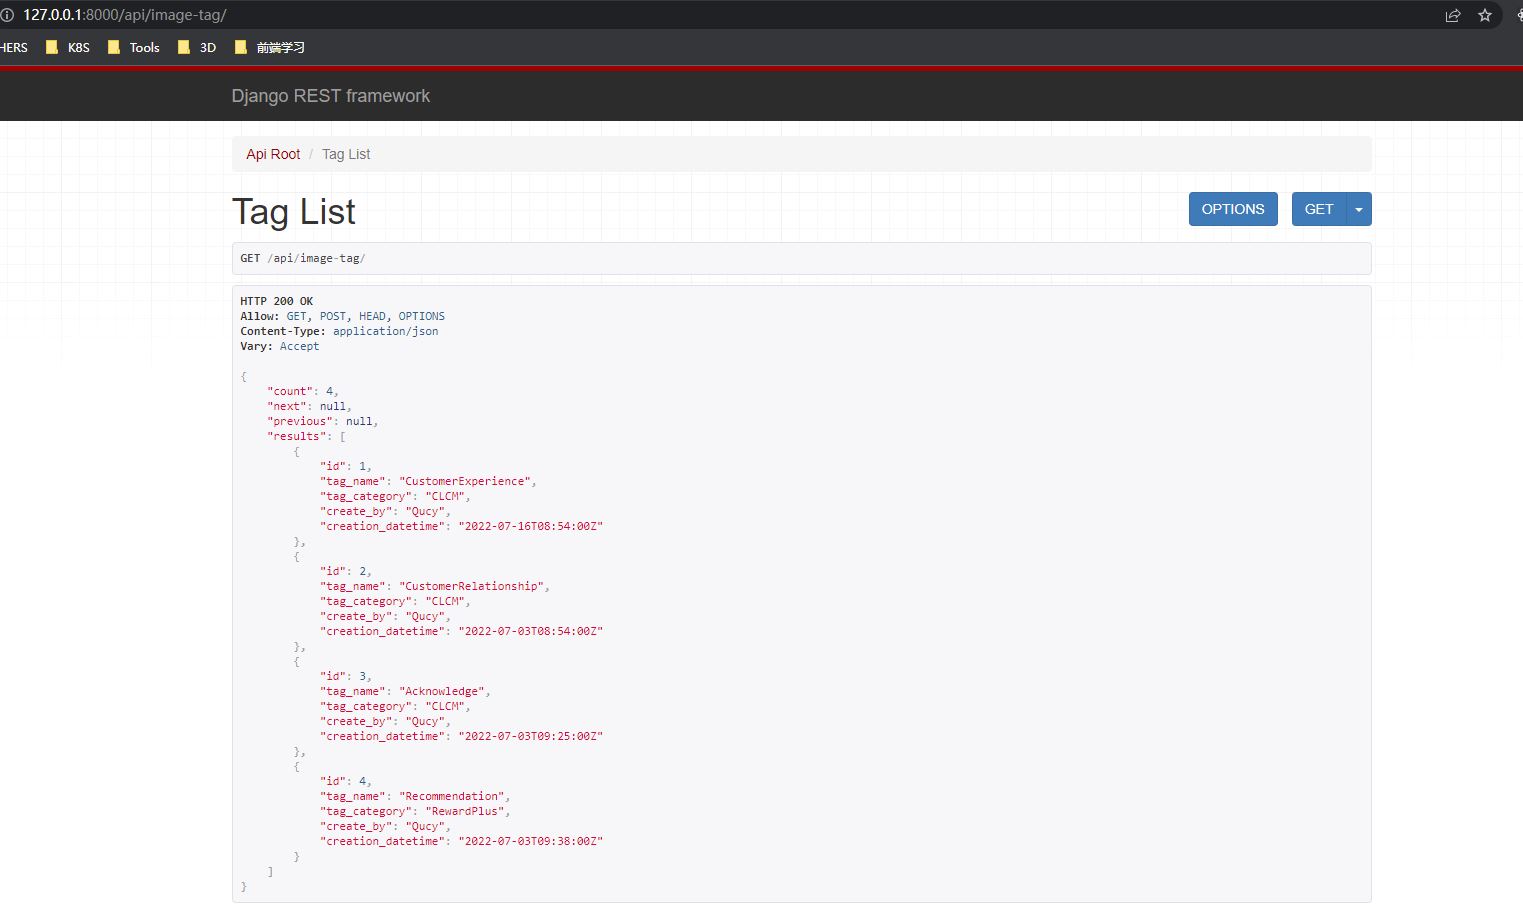 127.0.0.1:8000/api/image-tag/
HERS K8S Tools 3D 前端学习
Django REST framework
Api Root / Tag List
Tag List
OPTIONS GET
GET /api/image-tag/
HTTP 200 OK
Allow: GET, POST, HEAD, OPTIONS
Content-Type: application/json
Vary: Accept
{
"count": 4,
"next": null,
"previous": null,
"results": [
{
"id": 1,
"tag_name": "CustomerExperience",
"tag_category": "CLCM",
"create_by": "Qucy",
"creation_datetime": "2022-07-16T08:54:00Z"
},
{
"id": 2,
"tag_name": "CustomerRelationship",
"tag_category": "CLCM",
"create_by": "Qucy",
"creation_datetime": "2022-07-03T08:54:00Z"
},
{
"id": 3,
"tag_name": "Acknowledge",
"tag_category": "CLCM",
"create_by": "Qucy",
"creation_datetime": "2022-07-03T09:25:00Z"
},
{
"id": 4,
"tag_name": "Recommendation",
"tag_category": "RewardPlus",
"create_by": "Qucy",
"creation_datetime": "2022-07-03T09:38:00Z"
}
]
}